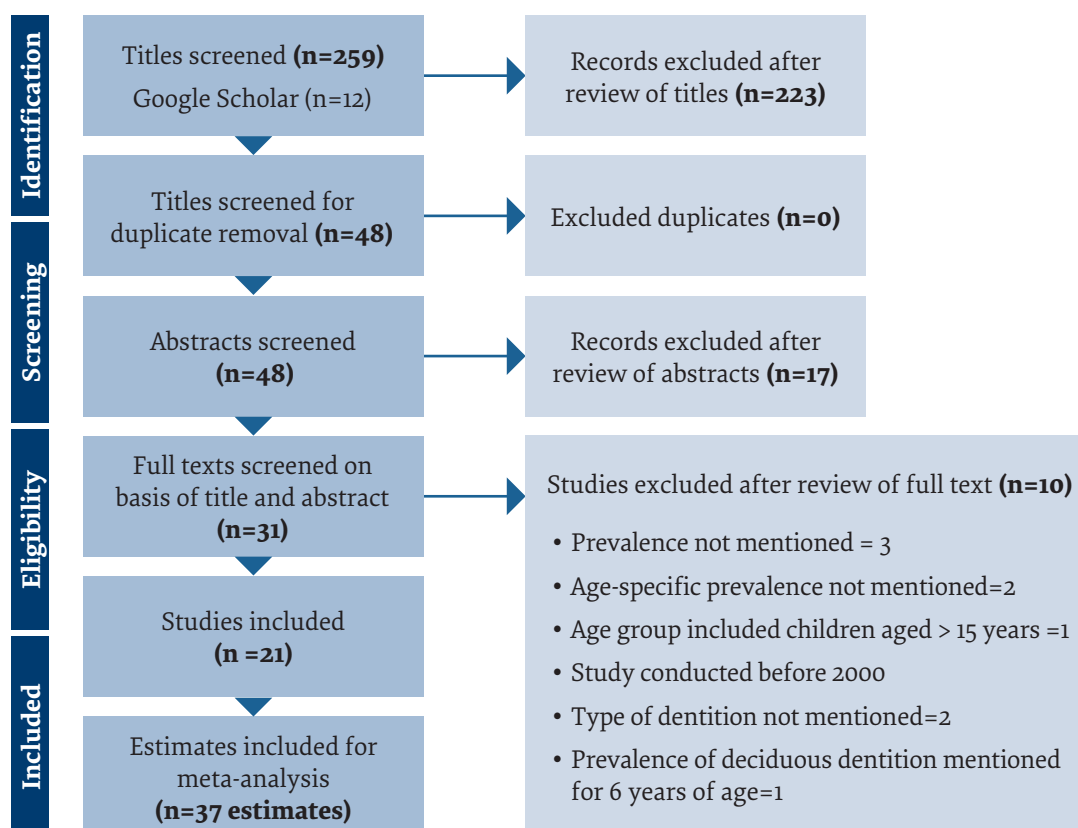 Identification
Titles screened (n=259)
Google Scholar (n=12)
Records excluded after
review of titles (n=223)
Titles screened for
duplicate removal (n=48)
Excluded duplicates (n=0)
Screening
Abstracts screened
(n=48)
Records excluded after
review of abstracts (n=17)
Eligibility
Full texts screened on
basis of title and abstract
(n=31)
Studies excluded after review of full text (n=10)
• Prevalence not mentioned = 3
• Age-specific prevalence not mentioned=2
• Age group included children aged > 15 years =1
• Study conducted before 2000
• Type of dentition not mentioned=2
• Prevalence of deciduous dentition mentioned
for 6 years of age=1
Studies included
(n =21)
Included
Estimates included for
meta-analysis
(n=37 estimates)